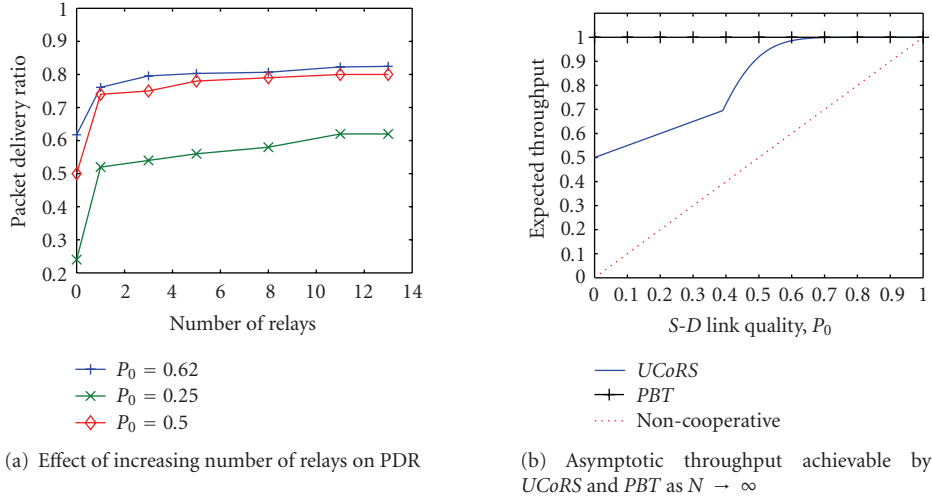 1
0.9
0.8
0.7
0.6
0.5
0.4
0.3
0.2
Packet delivery ratio
0 2 4 6 8 10 12 14
Number of relays
P0 = 0.62
P0 = 0.25
P0 = 0.5
(a) Effect of increasing number of relays on PDR
1
0.9
0.8
0.7
0.6
0.5
0.4
0.3
0.2
0.1
0
Expected throughput
0 0.1 0.2 0.3 0.4 0.5 0.6 0.7 0.8 0.9 1
S-D link quality, P0
UCoRS
PBT
Non-cooperative
(b) Asymptotic throughput achievable by
UCoRS and PBT as N → ∞